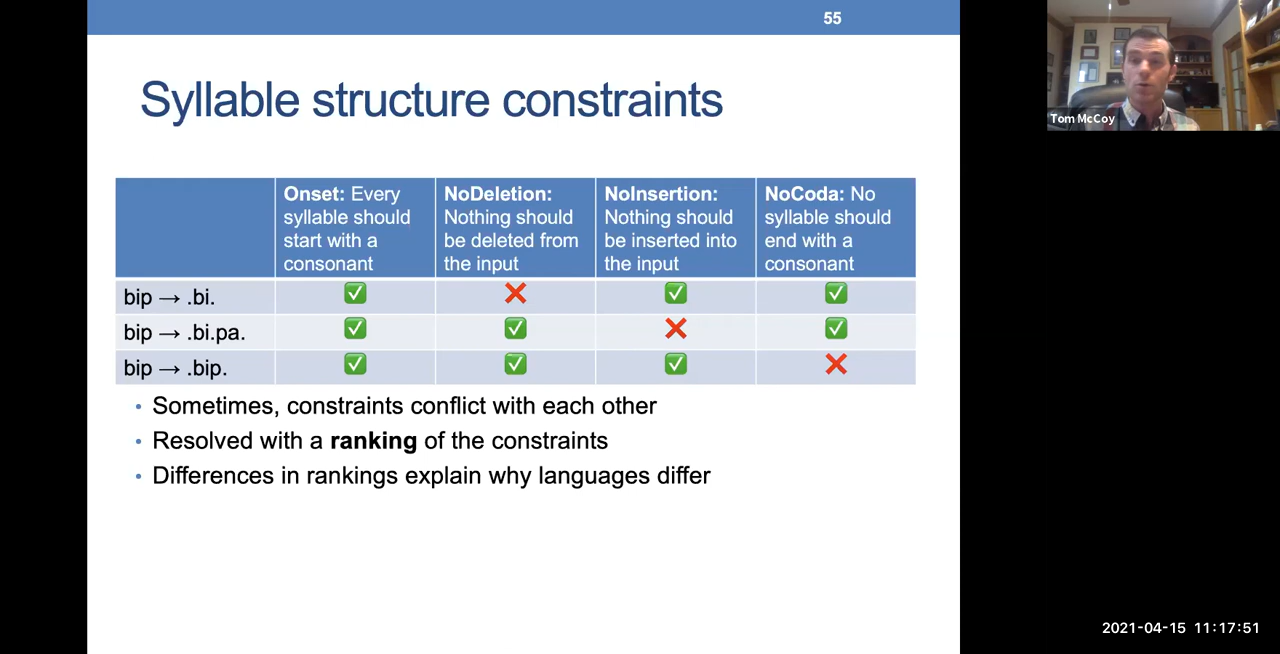 55
Syllable structure constraints
Onset: Every
syllable should
start with a
consonant
NoDeletion:
Nothing should
be deleted from
the input
NoInsertion:
Nothing should
be inserted into
the input
NoCoda: No
syllable should
end with a
consonant
bip → .bi. ✅ ❌ ✅ ✅
bip → .bi.pa. ✅ ✅ ❌ ✅
bip → .bip. ✅ ✅ ✅ ❌
• Sometimes, constraints conflict with each other
• Resolved with a ranking of the constraints
• Differences in rankings explain why languages differ
Tom McCoy
2021-04-15 11:17:51